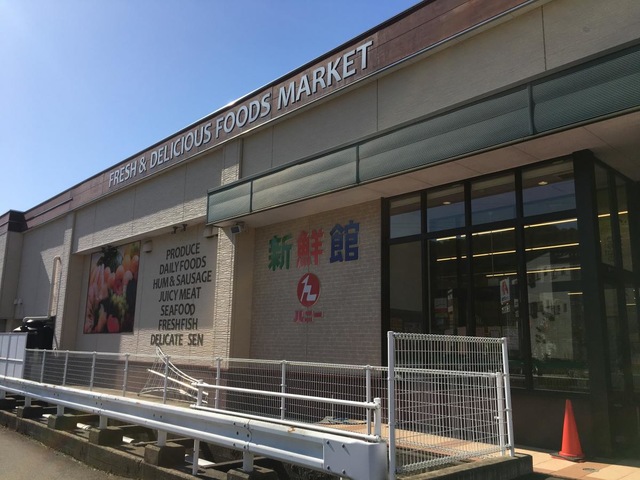 FRESH & DELICIOUS FOODS MARKET
PRODUCE
DAILY FOODS
HUM & SAUSAGE
JUICY MEAT
SEAFOOD
FRESHFISH
DELICATE SEN
新鮮館